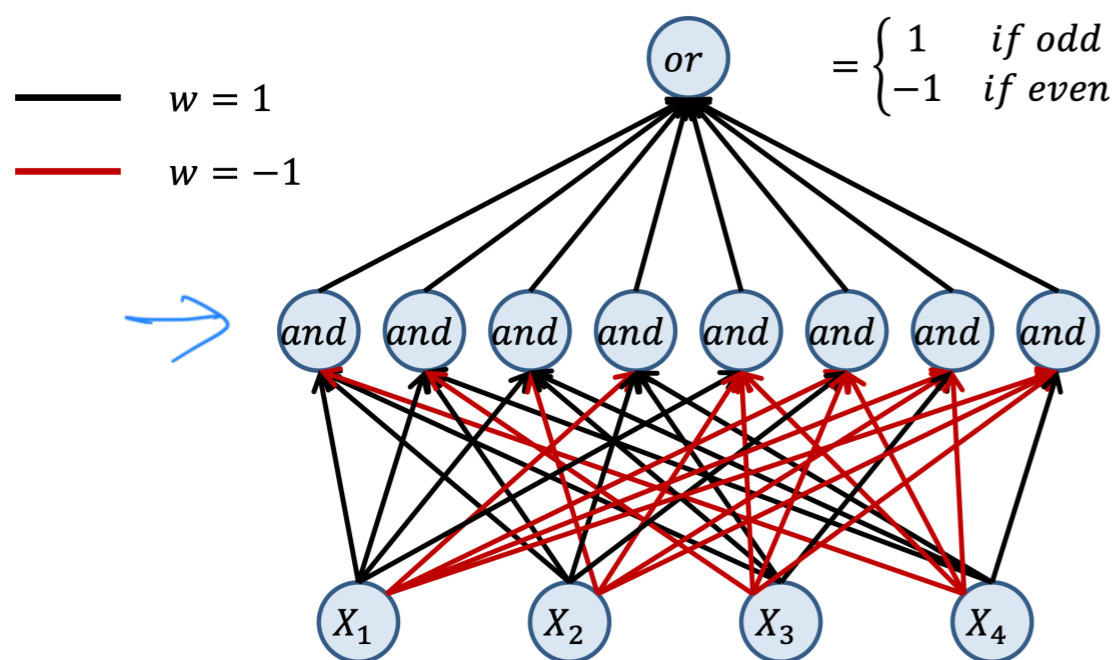 or
= { 1 if odd
−1 if even
w = 1
w = −1
and and and and and and and and
X₁ X₂ X₃ X₄